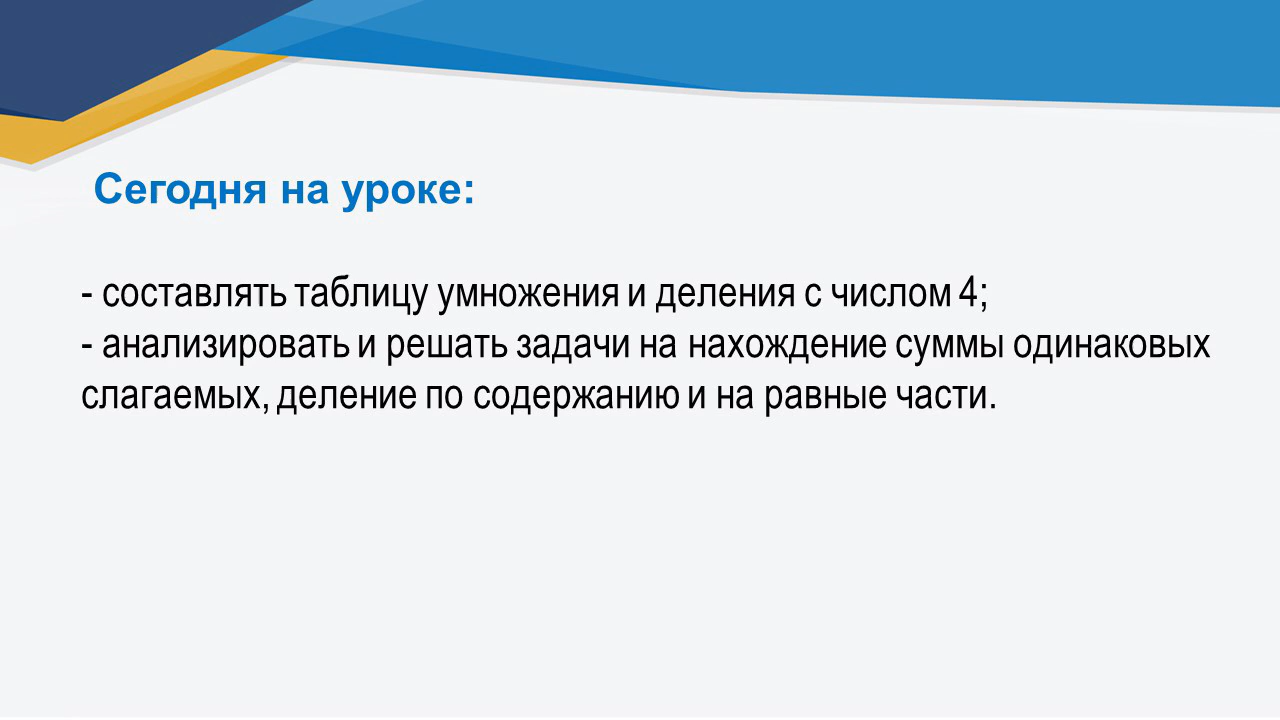 Сегодня на уроке:
- составлять таблицу умножения и деления с числом 4;
- анализировать и решать задачи на нахождение суммы одинаковых
слагаемых, деление по содержанию и на равные части.